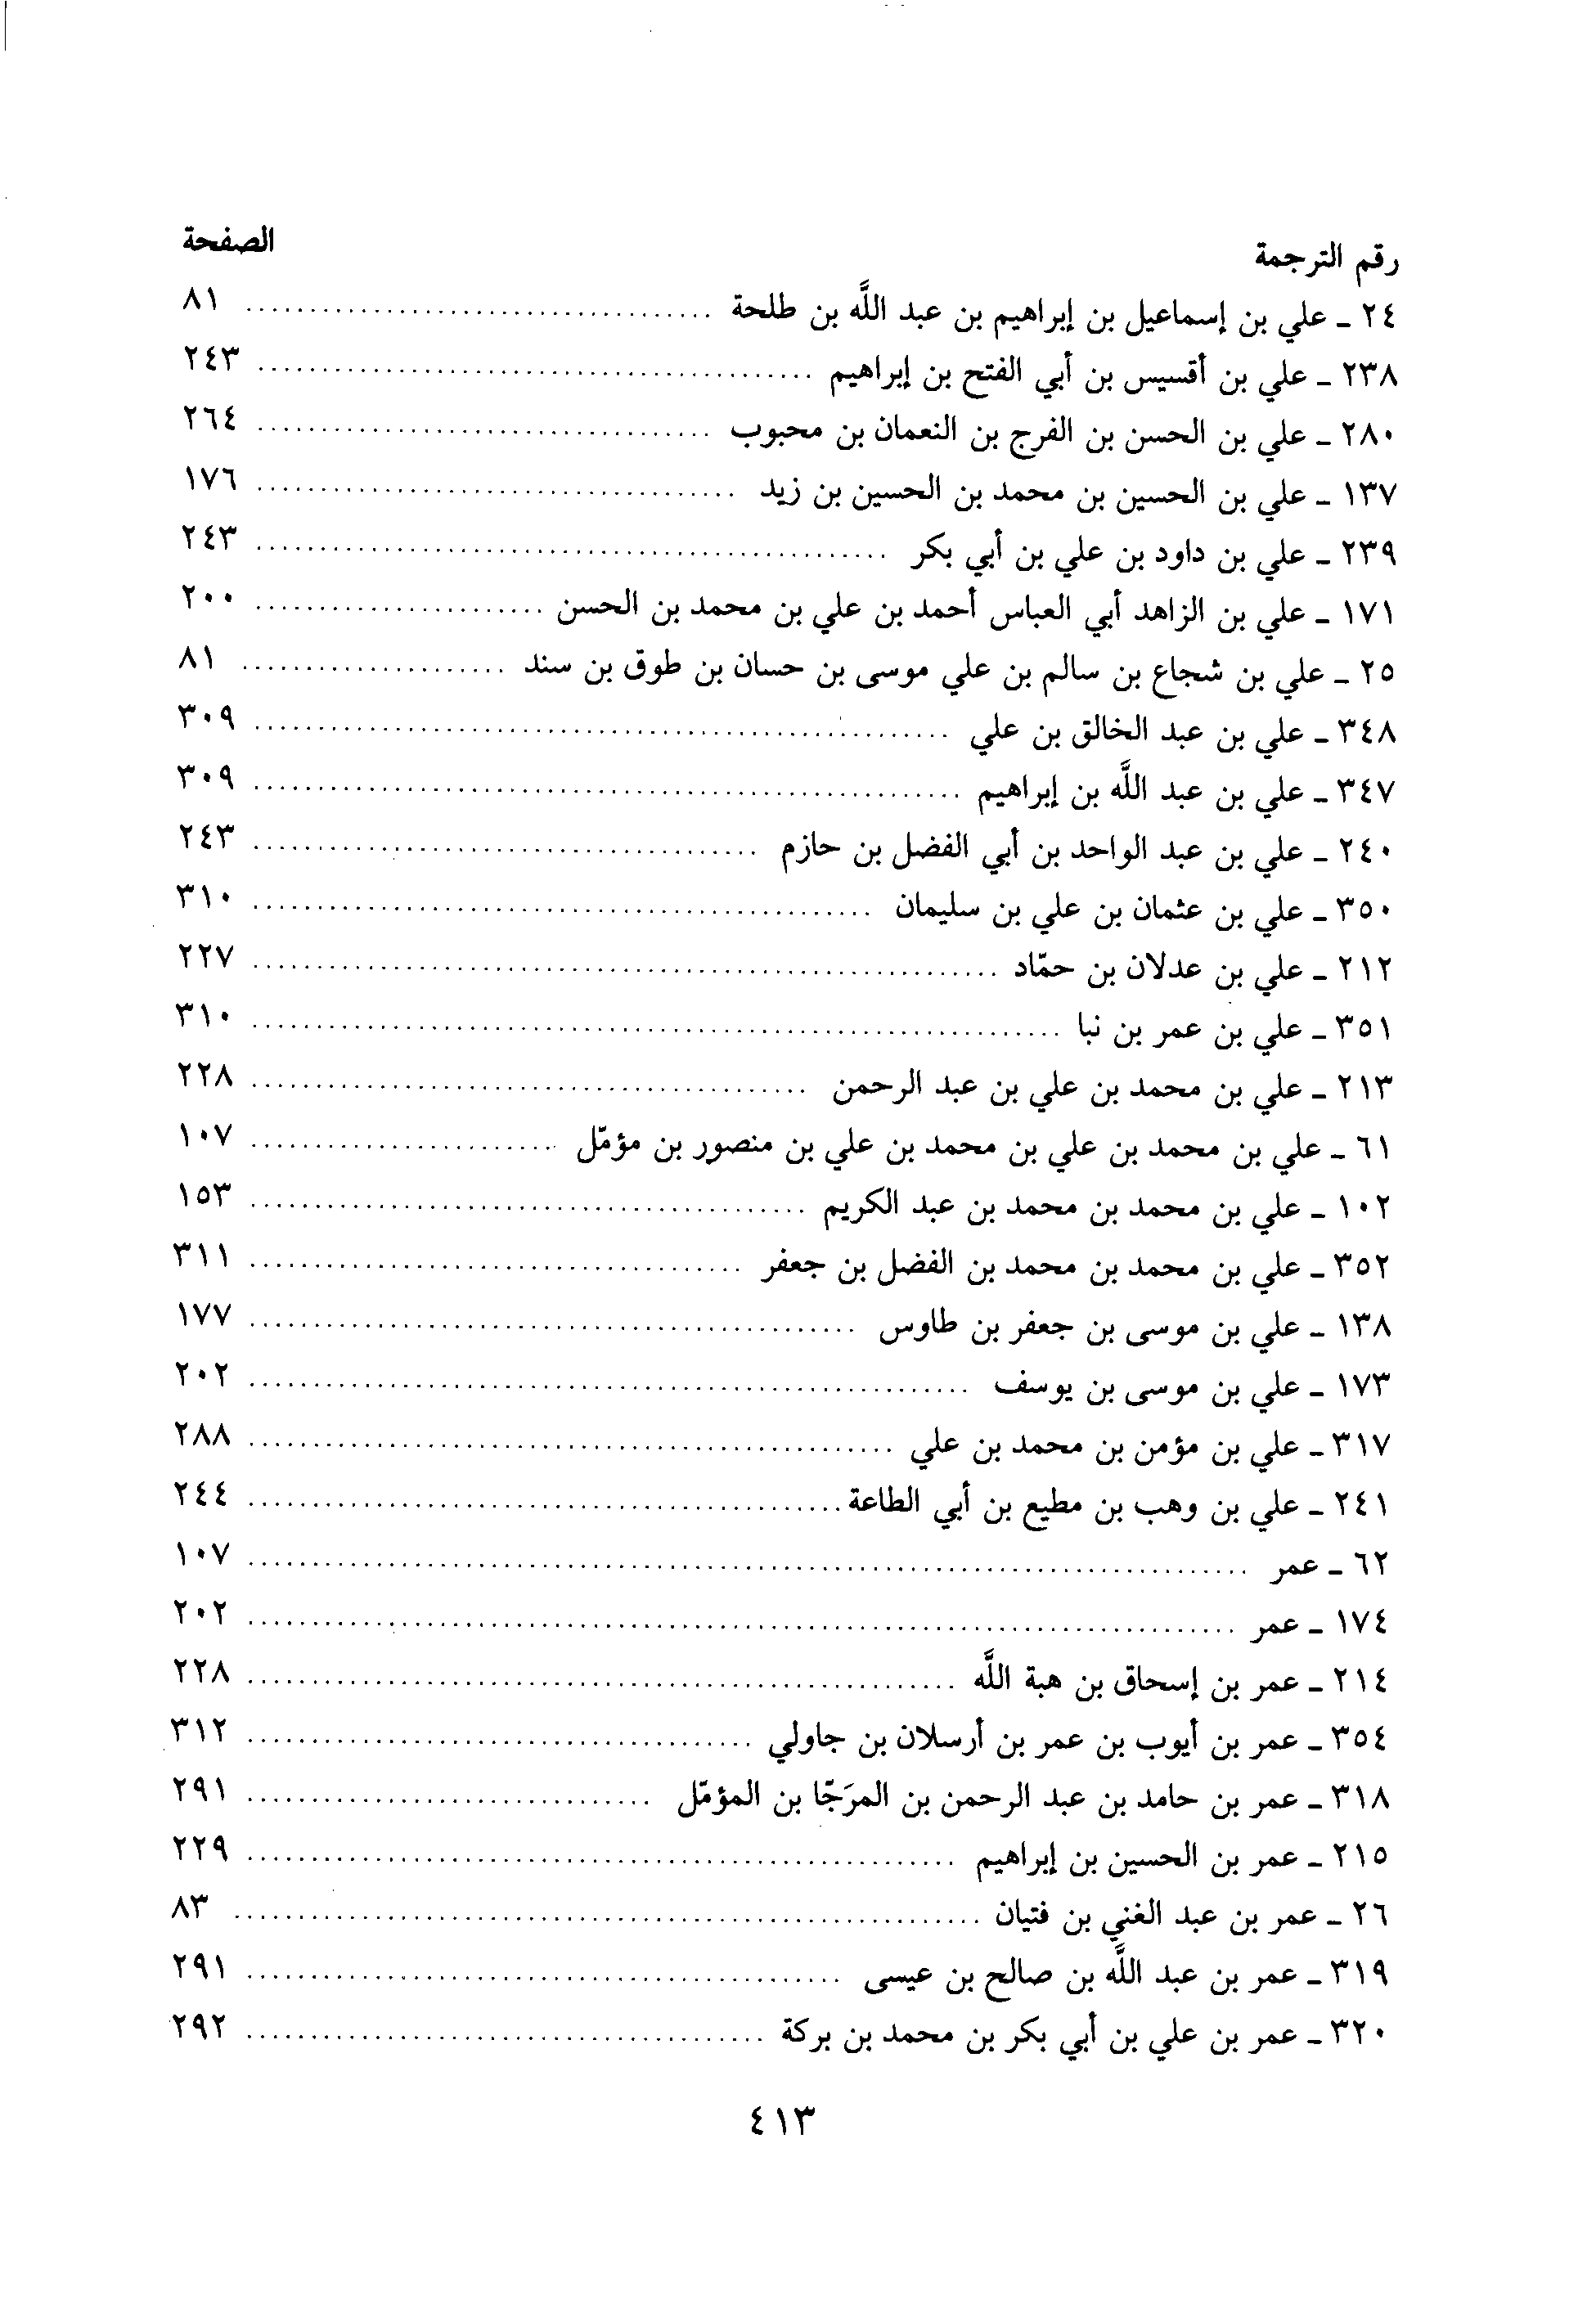 رقم الترجمة الصفحة
٢٤ ـ علي بن إسماعيل بن إبراهيم بن عبد اللَّه بن طلحة ..... ٨١
٢٣٨ ـ علي بن أقسيس بن أبي الفتح بن إبراهيم ..... ٢٤٣
٢٨٠ ـ علي بن الحسن بن الفرج بن النعمان بن محبوب ..... ٢٦٤
١٣٧ ـ علي بن الحسين بن محمد بن الحسين بن زيد ..... ١٧٦
٢٣٩ ـ علي بن داود بن علي بن أبي بكر ..... ٢٤٣
١٧١ ـ علي بن الزاهد أبي العباس أحمد بن علي بن محمد بن الحسن ..... ٢٠٠
٢٥ ـ علي بن شجاع بن سالم بن علي موسى بن حسان بن طوق بن سند ..... ٨١
٣٤٨ ـ علي بن عبد الخالق بن علي ..... ٣٠٩
٣٤٧ ـ علي بن عبد اللَّه بن إبراهيم ..... ٣٠٩
٢٤٠ ـ علي بن عبد الواحد بن أبي الفضل بن حازم ..... ٢٤٣
٣٥٠ ـ علي بن عثمان بن علي بن سليمان ..... ٣١٠
٢١٢ ـ علي بن عدلان بن حمّاد ..... ٢٢٧
٣٥١ ـ علي بن عمر بن نبا ..... ٣١٠
٢١٣ ـ علي بن محمد بن علي بن عبد الرحمن ..... ٢٢٨
٦١ ـ علي بن محمد بن علي بن محمد بن علي بن منصور بن مؤمّل ..... ١٠٧
١٠٢ ـ علي بن محمد بن محمد بن عبد الكريم ..... ١٥٣
٣٥٢ ـ علي بن محمد بن محمد بن الفضل بن جعفر ..... ٣١١
١٣٨ ـ علي بن موسى بن جعفر بن طاوس ..... ١٧٧
١٧٣ ـ علي بن موسى بن يوسف ..... ٢٠٢
٣١٧ ـ علي بن مؤمن بن محمد بن علي ..... ٢٨٨
٢٤١ ـ علي بن وهب بن مطيع بن أبي الطاعة ..... ٢٤٤
٦٢ ـ عمر ..... ١٠٧
١٧٤ ـ عمر ..... ٢٠٢
٢١٤ ـ عمر بن إسحاق بن هبة اللَّه ..... ٢٢٨
٣٥٤ ـ عمر بن أيوب بن عمر بن أرسلان بن جاولي ..... ٣١٢
٣١٨ ـ عمر بن حامد بن عبد الرحمن بن المرَجّا بن المؤمّل ..... ٢٩١
٢١٥ ـ عمر بن الحسين بن إبراهيم ..... ٢٢٩
٢٦ ـ عمر بن عبد الغني بن فتيان ..... ٨٣
٣١٩ ـ عمر بن عبد اللَّه بن صالح بن عيسى ..... ٢٩١
٣٢٠ ـ عمر بن علي بن أبي بكر بن محمد بن بركة ..... ٢٩٢
٤١٣